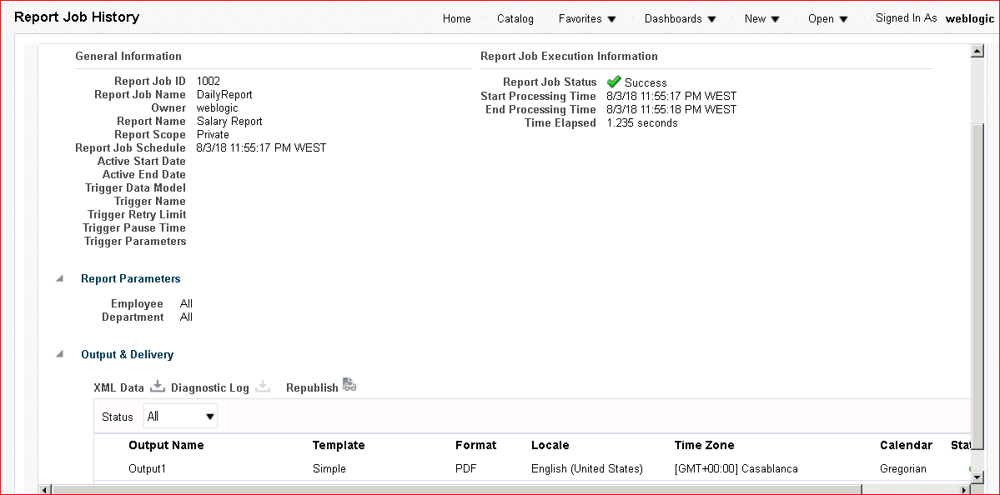 Report Job History
Home Catalog Favorites Dashboards New Open Signed In As weblogic
General Information
Report Job ID 1002
Report Job Name DailyReport
Owner weblogic
Report Name Salary Report
Report Scope Private
Report Job Schedule 8/3/18 11:55:17 PM WEST
Active Start Date
Active End Date
Trigger Data Model
Trigger Name
Trigger Retry Limit
Trigger Pause Time
Trigger Parameters
Report Job Execution Information
Report Job Status Success
Start Processing Time 8/3/18 11:55:17 PM WEST
End Processing Time 8/3/18 11:55:18 PM WEST
Time Elapsed 1.235 seconds
Report Parameters
Employee All
Department All
Output & Delivery
XML Data Diagnostic Log Republish
Status All
Output Name Template Format Locale Time Zone Calendar
Output1 Simple PDF English (United States) [GMT+00:00] Casablanca Gregorian